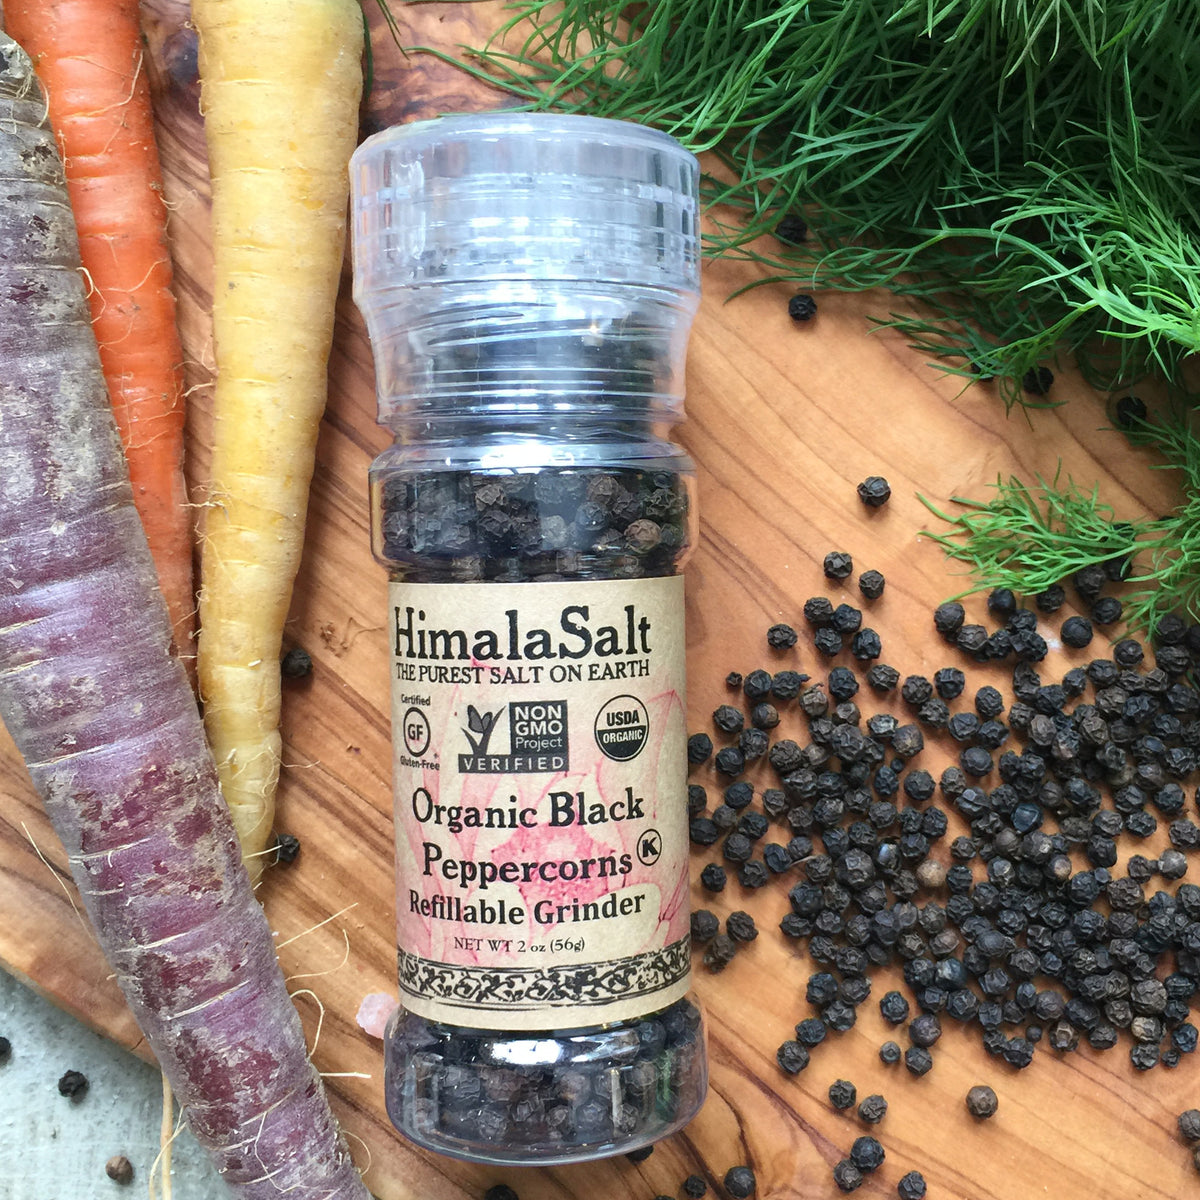 HimalaSalt
THE PUREST SALT ON EARTH
Certified
GF
Gluten-Free
NON
GMO
Project
VERIFIED
USDA
ORGANIC
Organic Black
Peppercorns K
Refillable Grinder
NET WT 2 oz (56g)